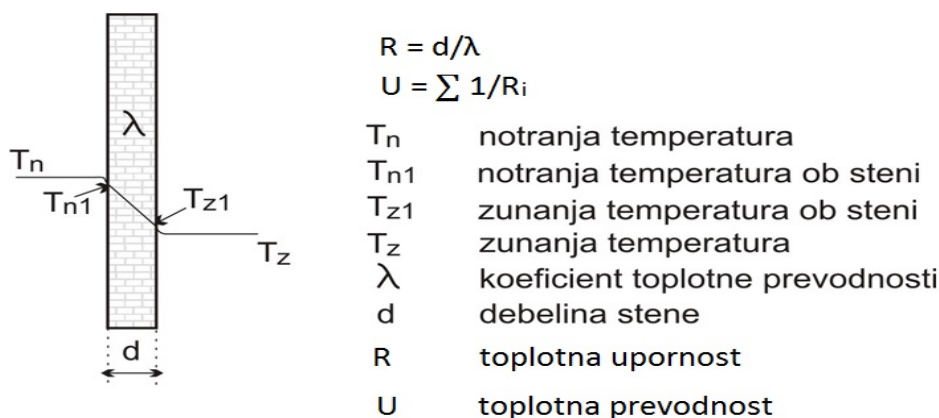 λ
Tn
Tn1
Tz1
Tz
d
R = d/λ
U = ∑ 1/Ri
Tn notranja temperatura
Tn1 notranja temperatura ob steni
Tz1 zunanja temperatura ob steni
Tz zunanja temperatura
λ koeficient toplotne prevodnosti
d debelina stene
R toplotna upornost
U toplotna prevodnost